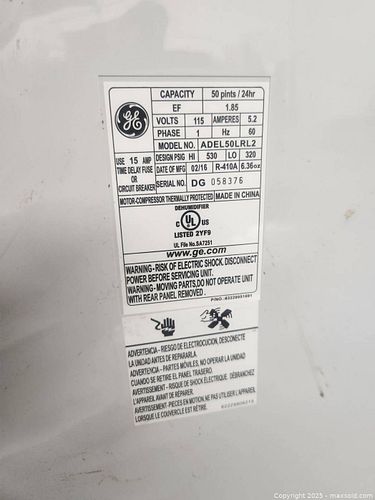 GE
CAPACITY 50 pints / 24hr
EF 1.85
VOLTS 115 AMPERES 5.2
PHASE 1 Hz 60
MODEL NO. ADEL50LRL2
USE 15 AMP TIME DELAY FUSE OR CIRCUIT BREAKER
DESIGN PSIG HI 530 LO 320
DATE OF MFG 02/16 R-410A 6.36oz
SERIAL NO. DG 058376
MOTOR-COMPRESSOR THERMALLY PROTECTED MADE IN CHINA
DEHUMIDIFIER
C UL US
LISTED 2YF9
UL File No.SA7251
www.ge.com
WARNING-RISK OF ELECTRIC SHOCK. DISCONNECT
POWER BEFORE SERVICING UNIT.
WARNING-MOVING PARTS,DO NOT OPERATE UNIT
WITH REAR PANEL REMOVED.
ADVERTENCIA - RIESGO DE ELECTROCUCION, DESCONECTAR
LA UNIDAD ANTES DE REPARARLA.
ADVERTENCIA - PARTES MÓVILES, NO OPERAR LA UNIDAD
CUANDO SE RETIRE EL PANEL TRASERO.
AVERTISSEMENT - RISQUE DE SHOCK ÉLECTRIQUE. DÉBRANCHEZ
L'APPAREIL AVANT DE RÉPARER.
AVERTISSEMENT- PIECES EN MOTION, NE PAS UTILISER L'APPAREIL
LORSQUE LE COUVERCLE EST RETIRE.
Copyright© 2025 - maxsold.com